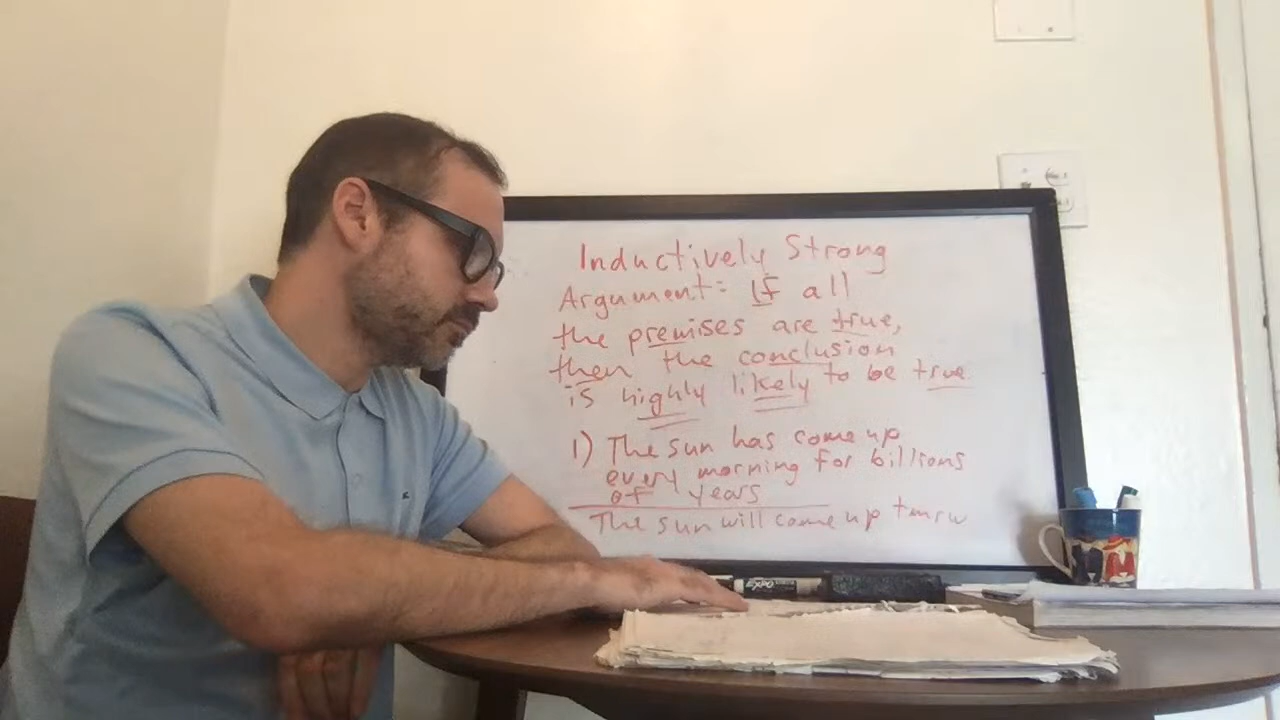 Inductively Strong
Argument: If all
the premises are true,
then the conclusion
is highly likely to be true
1) The sun has come up
every morning for billions
of years
The sun will come up tmrw
EXPO